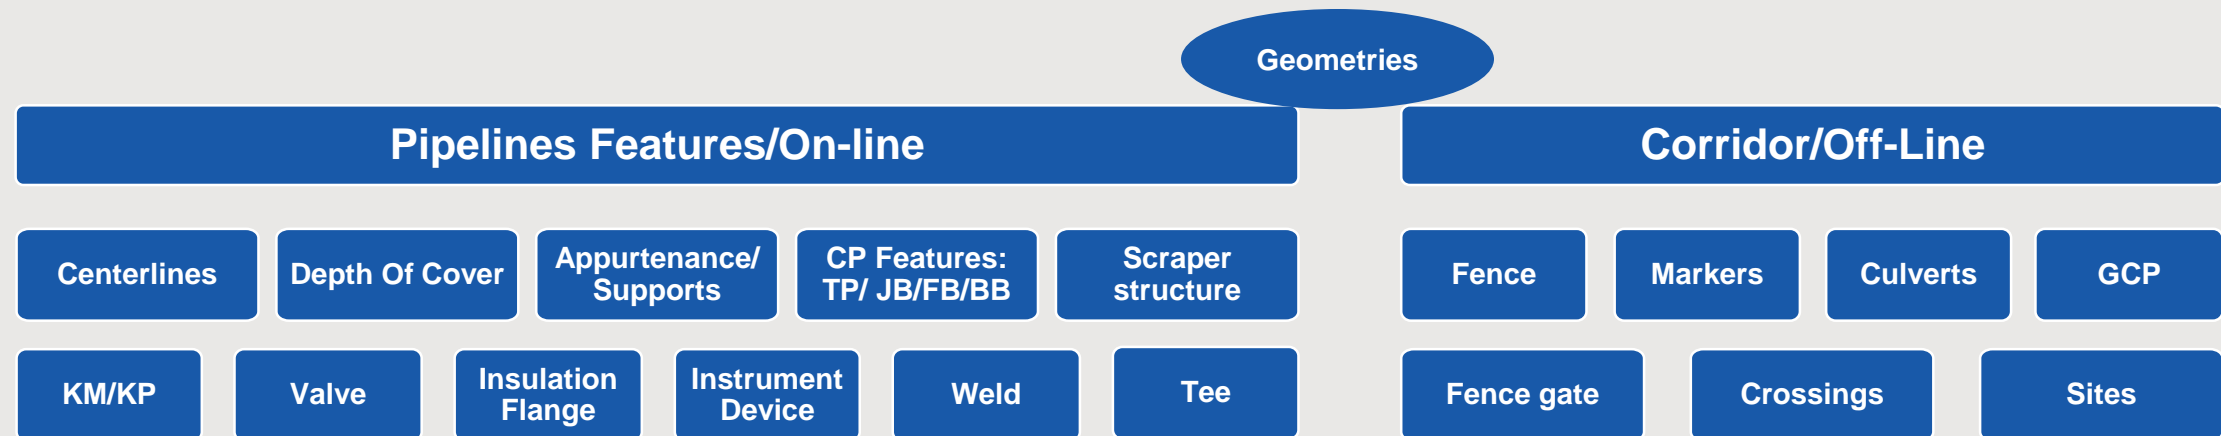 Geometries
Pipelines Features/On-line
Corridor/Off-Line
Centerlines
Depth Of Cover
Appurtenance/
Supports
CP Features:
TP/ JB/FB/BB
Scraper
structure
Fence
Markers
Culverts
GCP
KM/KP
Valve
Insulation
Flange
Instrument
Device
Weld
Tee
Fence gate
Crossings
Sites